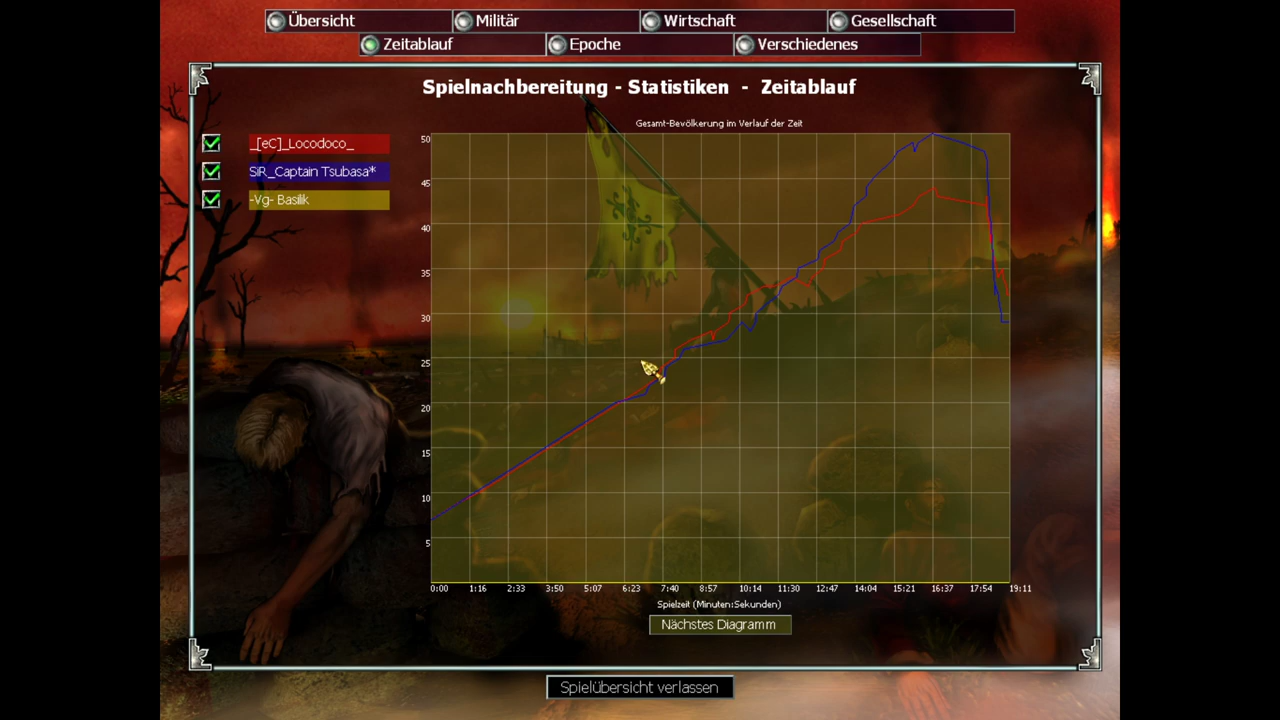 Übersicht Militär Wirtschaft Gesellschaft
Zeitablauf Epoche Verschiedenes
Spielnachbereitung - Statistiken - Zeitablauf
Gesamt-Bevölkerung im Verlauf der Zeit
_[eC]_Locodoco_
SiR_Captain Tsubasa*
-Vg- Basilik
50
45
40
35
30
25
20
15
10
5
0:00 1:16 2:33 3:50 5:07 6:23 7:40 8:57 10:14 11:30 12:47 14:04 15:21 16:37 17:54 19:11
Spielzeit (Minuten:Sekunden)
Nächstes Diagramm
Spielübersicht verlassen